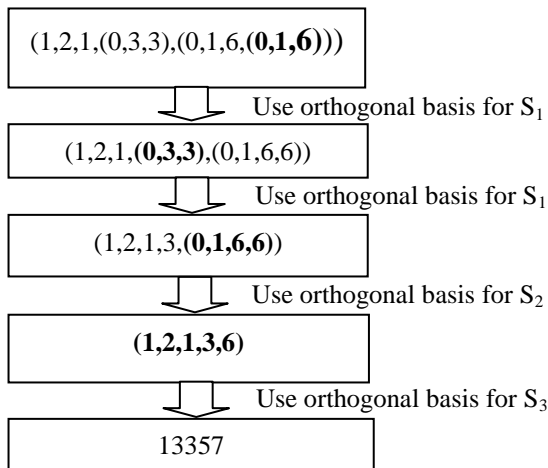 (1,2,1,(0,3,3),(0,1,6,(0,1,6)))
Use orthogonal basis for S₁
(1,2,1,(0,3,3),(0,1,6,6))
Use orthogonal basis for S₁
(1,2,1,3,(0,1,6,6))
Use orthogonal basis for S₂
(1,2,1,3,6)
Use orthogonal basis for S₃
13357